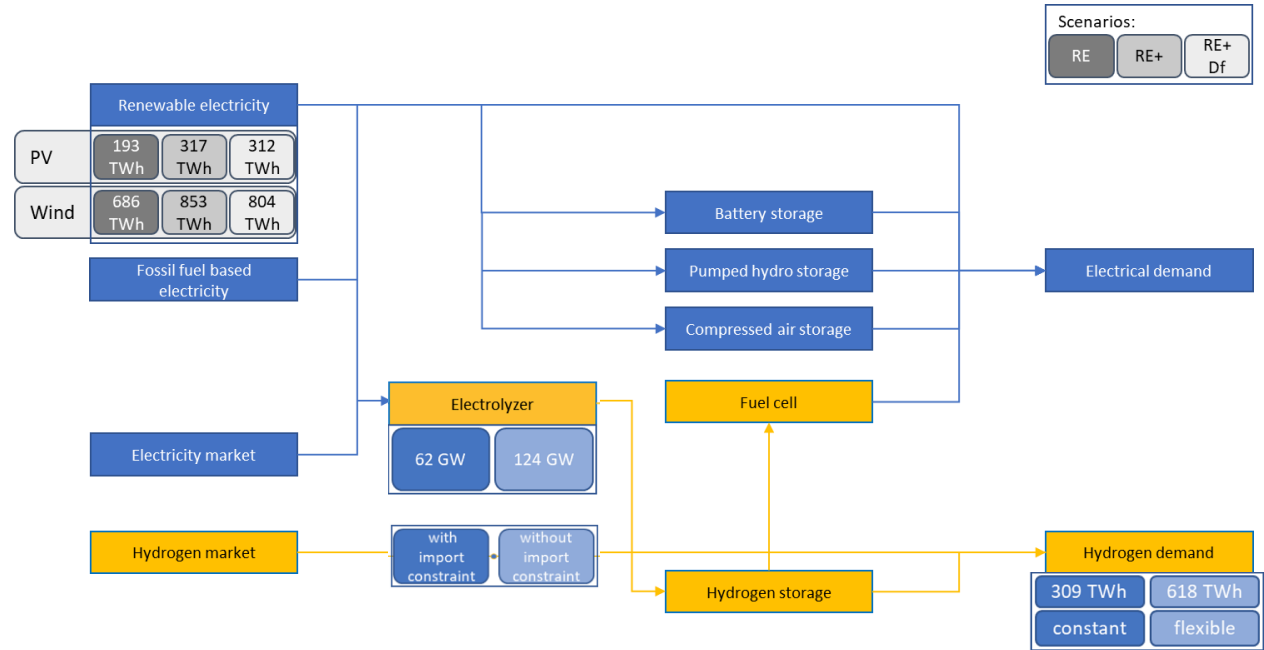 Scenarios:
RE
RE+
RE+
Df
Renewable electricity
PV
193
TWh
317
TWh
312
TWh
Wind
686
TWh
853
TWh
804
TWh
Battery storage
Fossil fuel based
electricity
Pumped hydro storage
Electrical demand
Compressed air storage
Electrolyzer
Fuel cell
62 GW
124 GW
Electricity market
Hydrogen market
with
import
constraint
without
import
constraint
Hydrogen demand
Hydrogen storage
309 TWh
618 TWh
constant
flexible